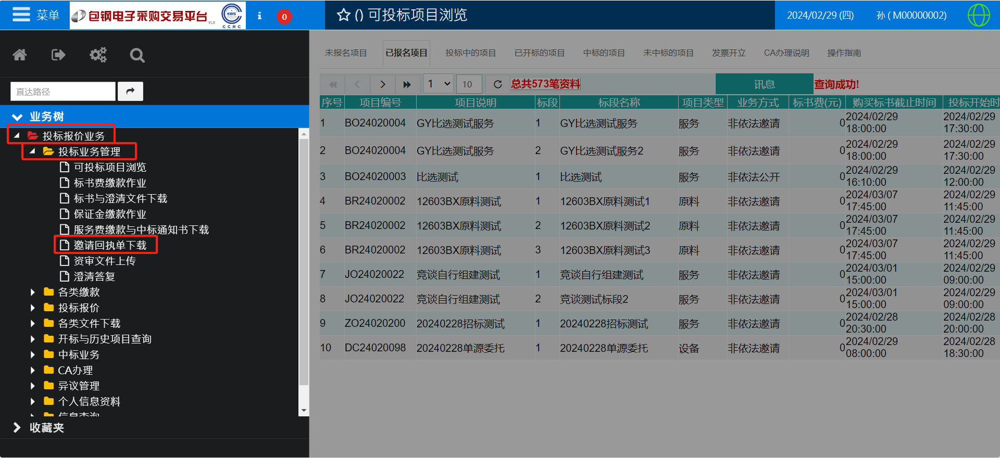 菜单 包钢电子采购交易平台 V1.0 EBS CCRC i 0 () 可投标项目浏览 2024/02/29 (四) 孙 ( M00000002)
未报名项目 已报名项目 投标中的项目 已开标的项目 中标的项目 未中标的项目 发票开立 CA办理说明 操作指南
直达路径
业务树
投标报价业务
投标业务管理
可投标项目浏览
标书费缴款作业
标书与澄清文件下载
保证金缴款作业
服务费缴款与中标通知书下载
邀请回执单下载
资审文件上传
澄清答复
各类缴款
投标报价
各类文件下载
开标与历史项目查询
中标业务
CA办理
异议管理
个人信息资料
信息查询
收藏夹
1 10 总共573笔资料 讯息 查询成功!
序号 项目编号 项目说明 标段 标段名称 项目类型 业务方式 标书费(元) 购买标书截止时间 投标开始时
1 BO24020004 GY比选测试服务 1 GY比选测试服务 服务 非依法邀请 0 2024/02/29 18:00:00 2024/02/29 17:30:00
2 BO24020004 GY比选测试服务 2 GY比选测试服务2 服务 非依法邀请 0 2024/02/29 18:00:00 2024/02/29 17:30:00
3 BO24020003 比选测试 1 比选测试 服务 非依法公开 0 2024/02/29 16:10:00 2024/02/29 12:00:00
4 BR24020002 12603BX原料测试 1 12603BX原料测试1 原料 非依法邀请 0 2024/03/07 17:45:00 2024/02/29 11:45:00
5 BR24020002 12603BX原料测试 2 12603BX原料测试2 原料 非依法邀请 0 2024/03/07 17:45:00 2024/02/29 11:45:00
6 BR24020002 12603BX原料测试 3 12603BX原料测试3 原料 非依法邀请 0 2024/03/07 17:45:00 2024/02/29 11:45:00
7 JO24020022 竞谈自行组建测试 1 竞谈自行组建测试 服务 非依法邀请 0 2024/03/01 15:00:00 2024/02/29 09:00:00
8 JO24020022 竞谈自行组建测试 2 竞谈测试标段2 服务 非依法邀请 0 2024/03/01 15:00:00 2024/02/29 09:00:00
9 ZO24020200 20240228招标测试 1 20240228招标测试 服务 非依法邀请 0 2024/02/28 20:30:00 2024/02/28 20:00:00
10 DC24020098 20240228单源委托 1 20240228单源委托 设备 非依法邀请 0 2024/02/29 08:00:00 2024/02/28 18:30:00